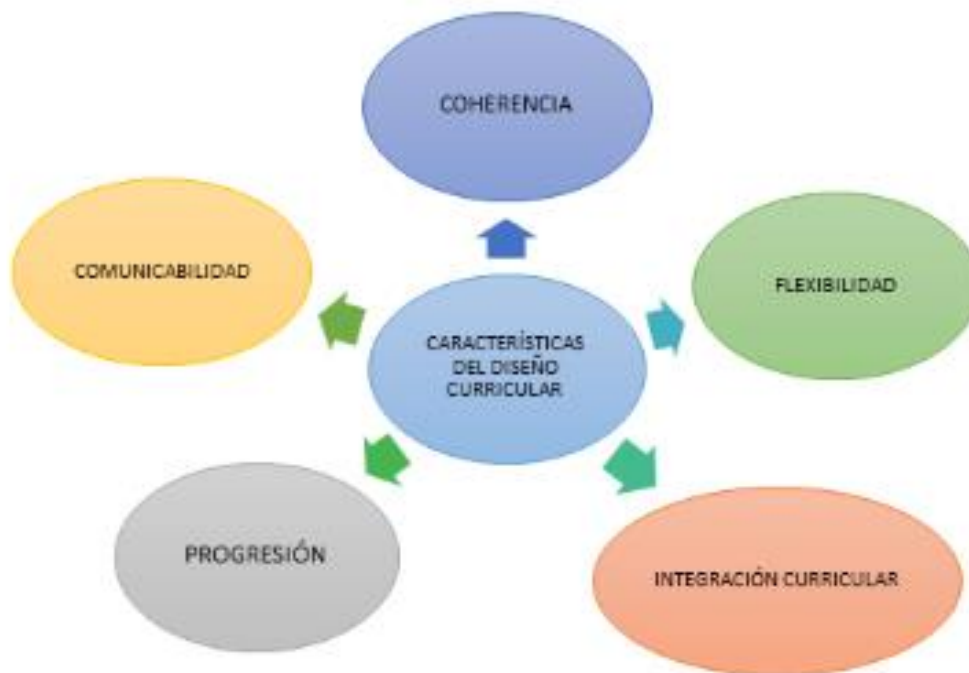 COHERENCIA
COMUNICABILIDAD
FLEXIBILIDAD
CARACTERÍSTICAS
DEL DISEÑO
CURRICULAR
PROGRESIÓN
INTEGRACIÓN CURRICULAR